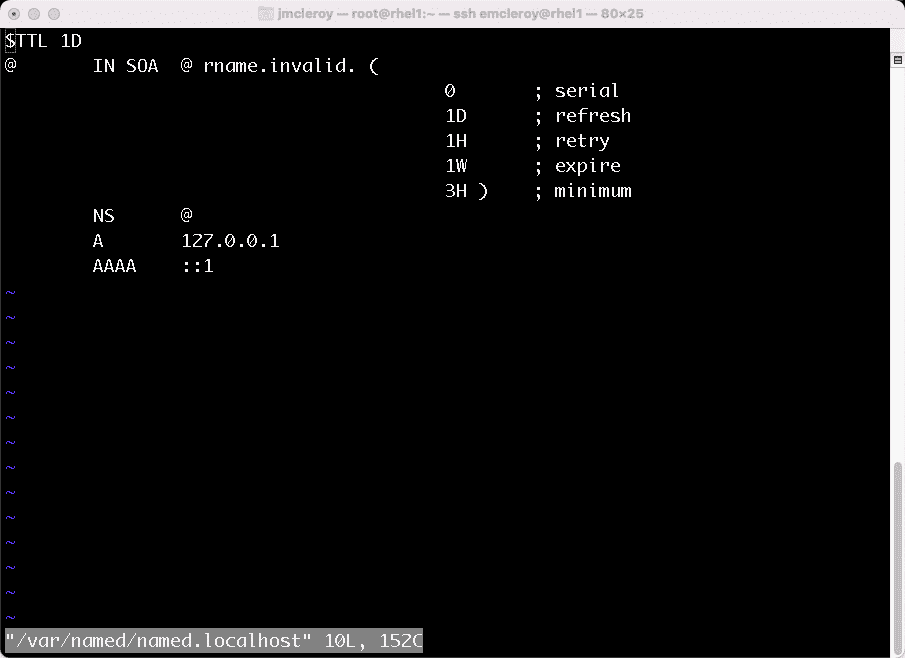 jmcleroy — root@rhel1:~ — ssh emcleroy@rhel1 — 80×25
$TTL 1D
@       IN SOA  @ rname.invalid. (
                                        0       ; serial
                                        1D      ; refresh
                                        1H      ; retry
                                        1W      ; expire
                                        3H )    ; minimum
        NS      @
        A       127.0.0.1
        AAAA    ::1
~
~
~
~
~
~
~
~
~
~
~
~
~
~
"/var/named/named.localhost" 10L, 152C